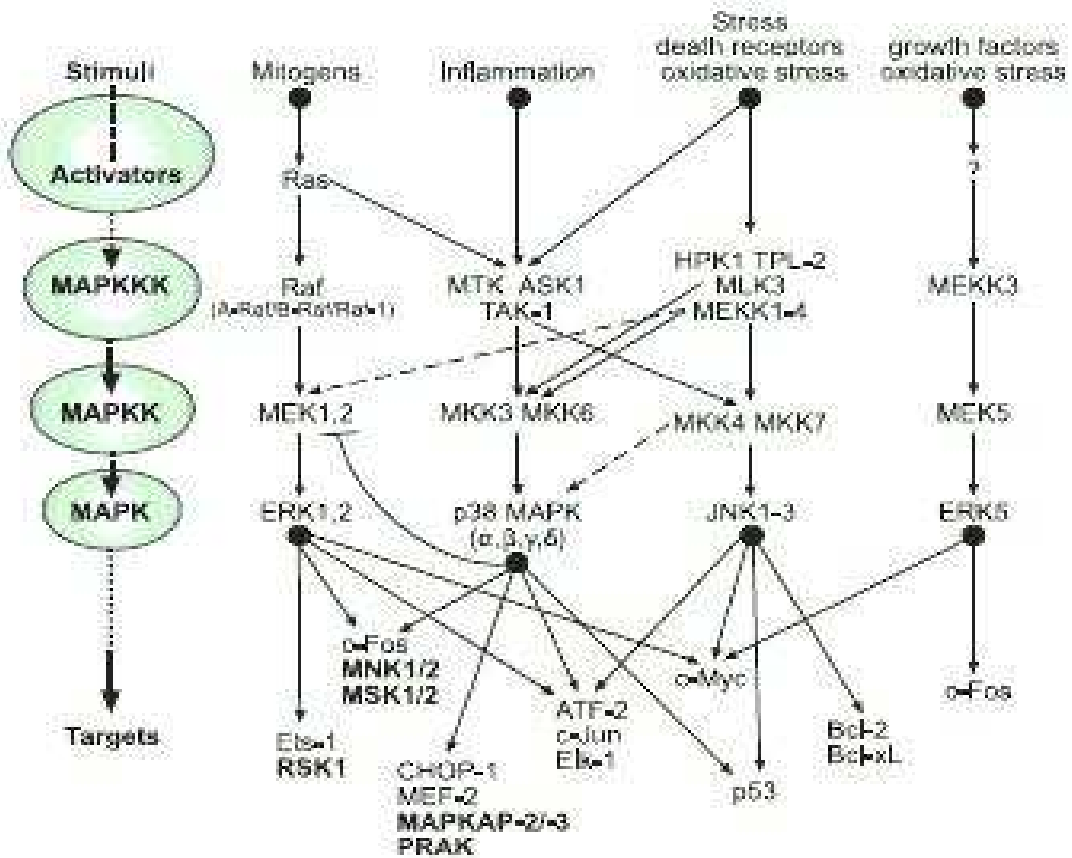 Stimuli
Activators
MAPKKK
MAPKK
MAPK
Targets
Mitogens
Inflammation
Stress
death receptors
oxidative stress
growth factors
oxidative stress
Ras
?
Raf
(A-Raf/B-Raf/Raf-1)
MTK ASK1
TAK-1
HPK1 TPL-2
MLK3
MEKK1-4
MEKK3
MEK1,2
MKK3 MKK6
MKK4 MKK7
MEK5
ERK1,2
p38 MAPK
(α,β,γ,δ)
JNK1-3
ERK5
c-Fos
MNK1/2
MSK1/2
Ets-1
RSK1
CHOP-1
MEF-2
MAPKAP-2/-3
PRAK
ATF-2
c-Jun
Elk-1
c-Myc
p53
Bcl-2
Bcl-xL
c-Fos